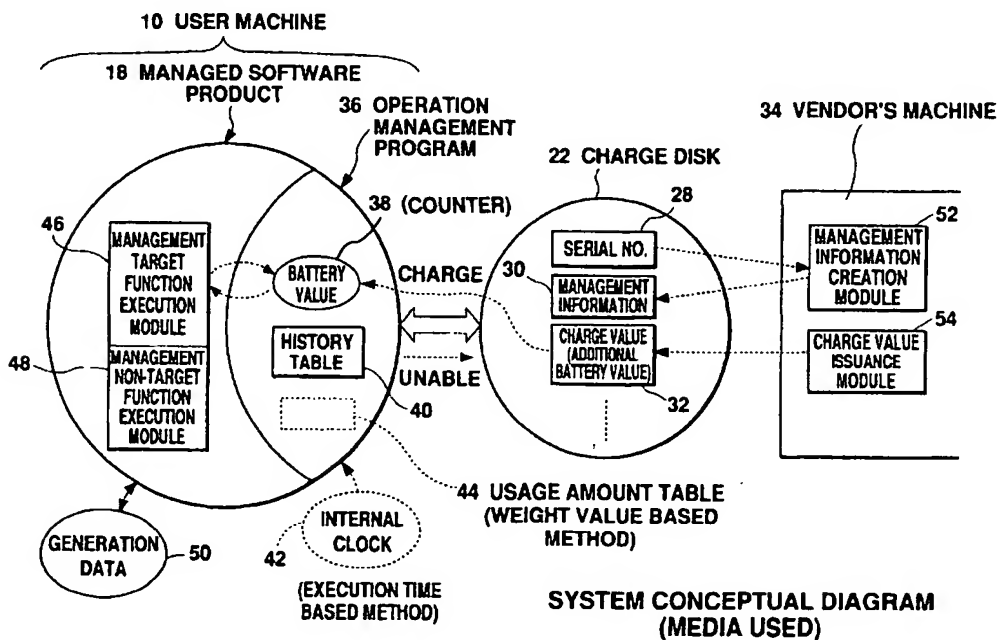 10 USER MACHINE
18 MANAGED SOFTWARE
PRODUCT
36 OPERATION
MANAGEMENT
PROGRAM
34 VENDOR'S MACHINE
22 CHARGE DISK
38 (COUNTER)
46
MANAGEMENT
TARGET
FUNCTION
EXECUTION
MODULE
48
MANAGEMENT
NON-TARGET
FUNCTION
EXECUTION
MODULE
BATTERY
VALUE
HISTORY
TABLE
40
CHARGE
UNABLE
28
SERIAL NO.
30
MANAGEMENT
INFORMATION
CHARGE VALUE
(ADDITIONAL
BATTERY VALUE)
32
52
MANAGEMENT
INFORMATION
CREATION
MODULE
54
CHARGE VALUE
ISSUANCE
MODULE
44 USAGE AMOUNT TABLE
(WEIGHT VALUE BASED
METHOD)
GENERATION
DATA
50
42
INTERNAL
CLOCK
(EXECUTION TIME
BASED METHOD)
SYSTEM CONCEPTUAL DIAGRAM
(MEDIA USED)